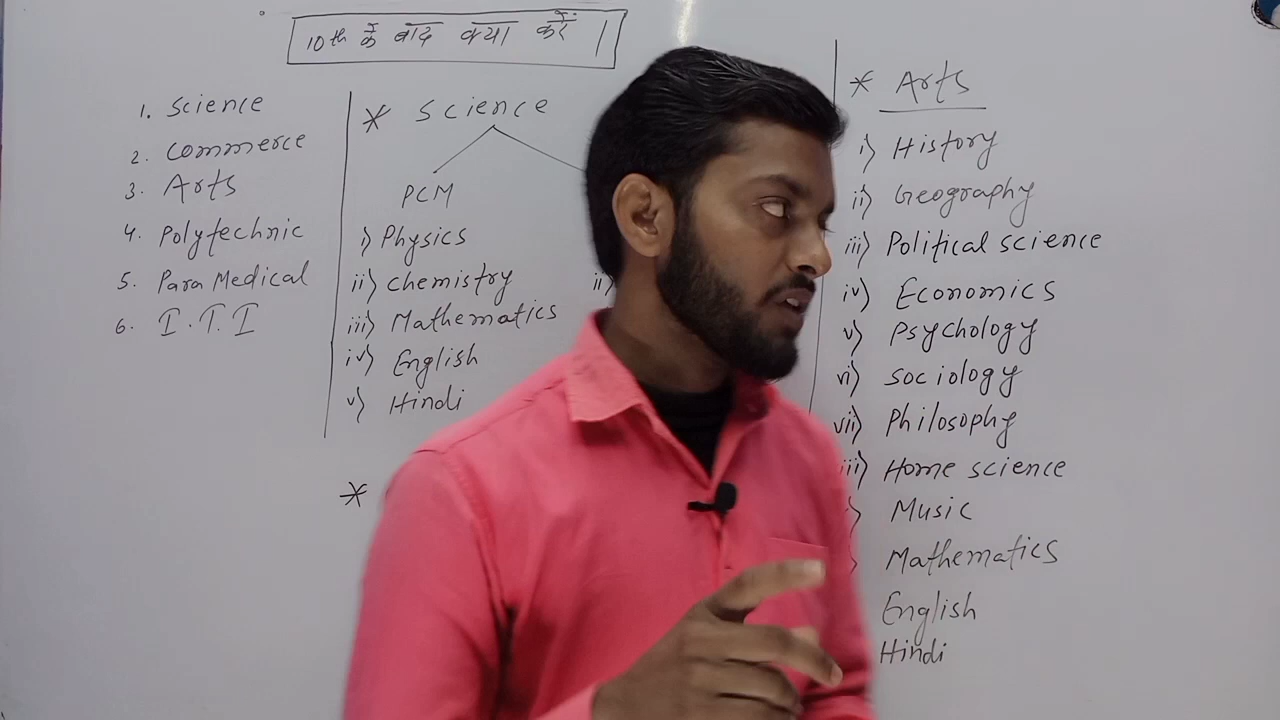 10th के बाद क्या करें।
1. Science
2. Commerce
3. Arts
4. Polytechnic
5. Para Medical
6. I.T.I
* Science
PCM
i) Physics
ii) Chemistry
iii) Mathematics
iv) English
v) Hindi
ii)
*
* Arts
i) History
ii) Geography
iii) Political science
iv) Economics
v) Psychology
vi) Sociology
vii) Philosophy
iii) Home science
Music
Mathematics
English
Hindi